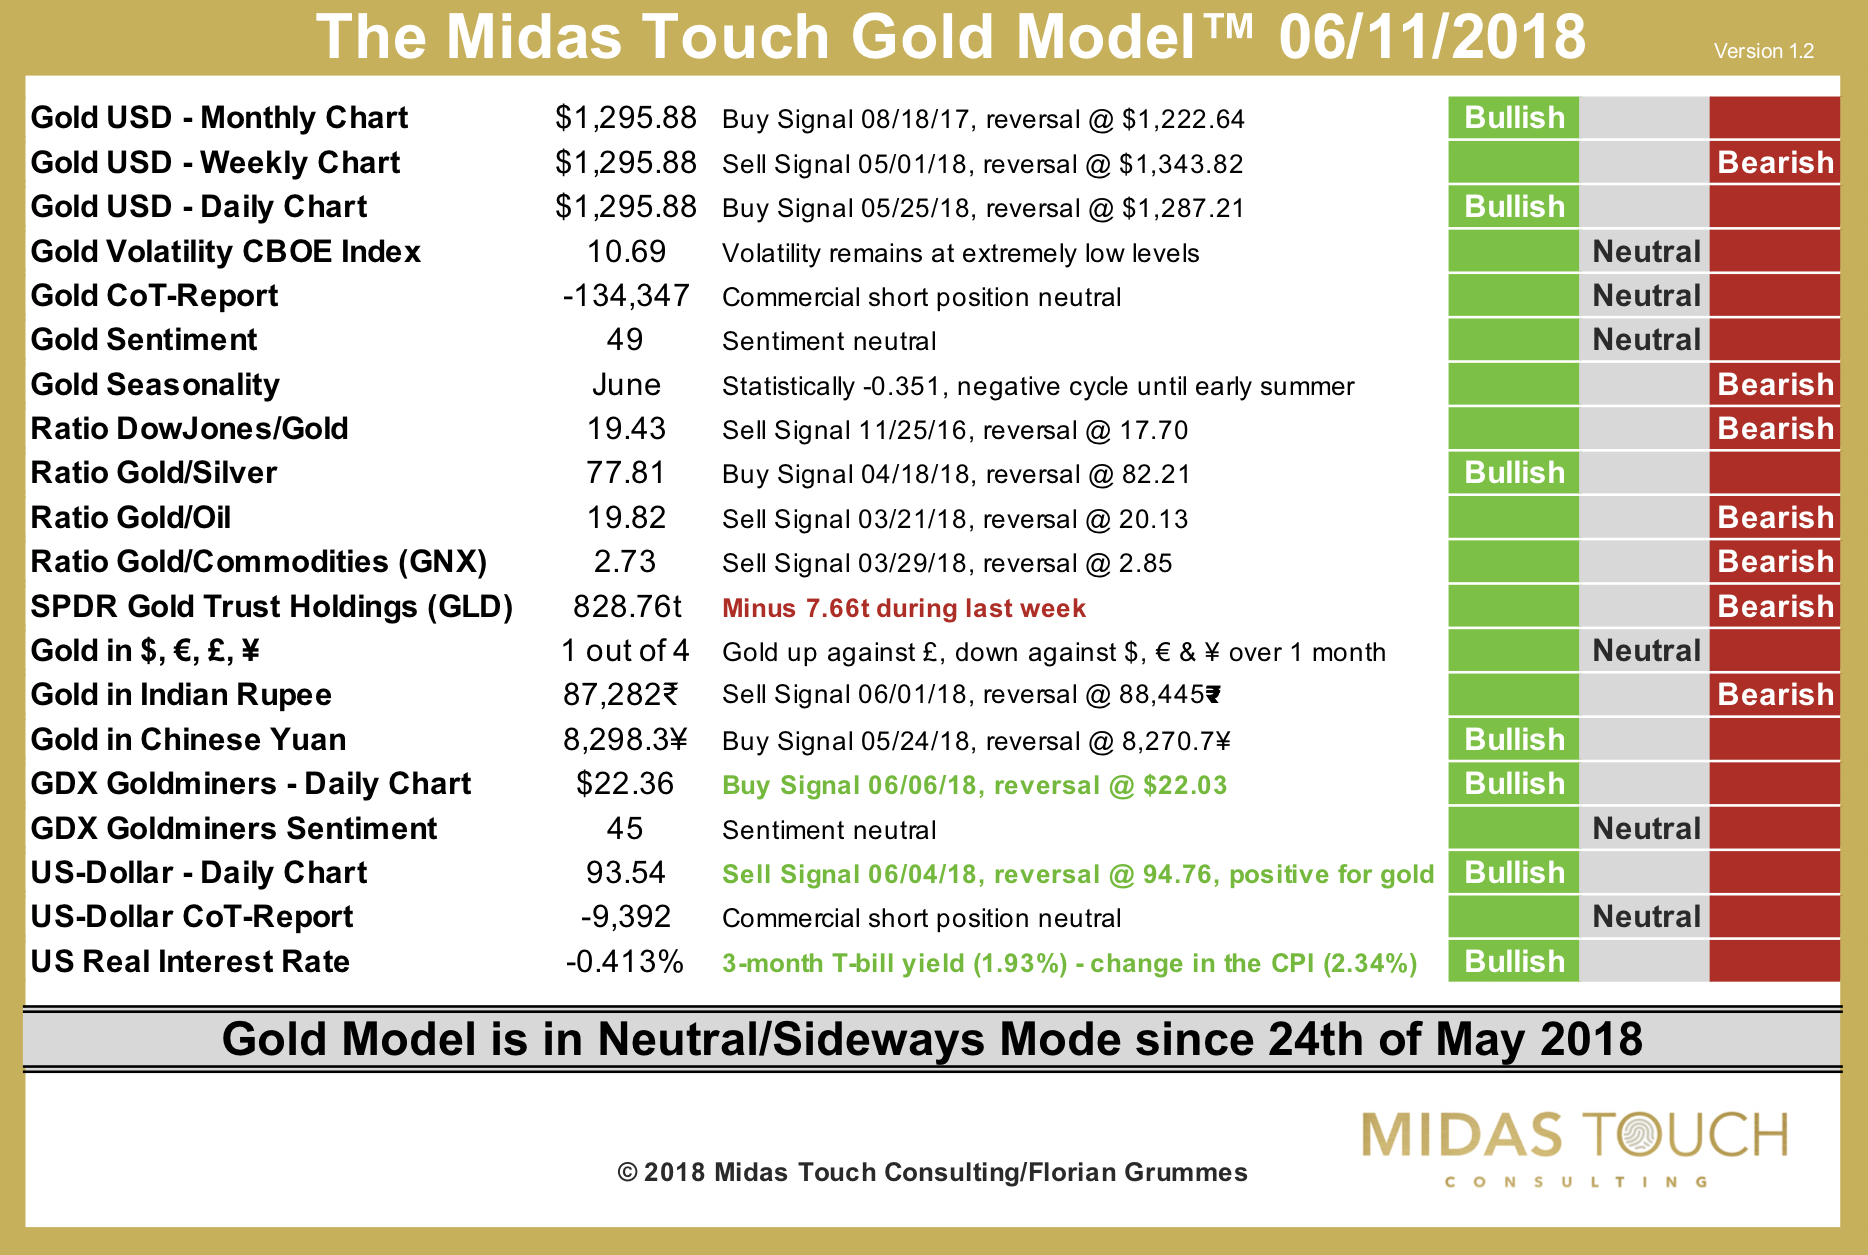 The Midas Touch Gold Model™ 06/11/2018 Version 1.2
Gold USD - Monthly Chart $1,295.88 Buy Signal 08/18/17, reversal @ $1,222.64 Bullish
Gold USD - Weekly Chart $1,295.88 Sell Signal 05/01/18, reversal @ $1,343.82 Bearish
Gold USD - Daily Chart $1,295.88 Buy Signal 05/25/18, reversal @ $1,287.21 Bullish
Gold Volatility CBOE Index 10.69 Volatility remains at extremely low levels Neutral
Gold CoT-Report -134,347 Commercial short position neutral Neutral
Gold Sentiment 49 Sentiment neutral Neutral
Gold Seasonality June Statistically -0.351, negative cycle until early summer Bearish
Ratio DowJones/Gold 19.43 Sell Signal 11/25/16, reversal @ 17.70 Bearish
Ratio Gold/Silver 77.81 Buy Signal 04/18/18, reversal @ 82.21 Bullish
Ratio Gold/Oil 19.82 Sell Signal 03/21/18, reversal @ 20.13 Bearish
Ratio Gold/Commodities (GNX) 2.73 Sell Signal 03/29/18, reversal @ 2.85 Bearish
SPDR Gold Trust Holdings (GLD) 828.76t Minus 7.66t during last week Bearish
Gold in $, €, £, ¥ 1 out of 4 Gold up against £, down against $, € & ¥ over 1 month Neutral
Gold in Indian Rupee 87,282₹ Sell Signal 06/01/18, reversal @ 88,445₹ Bearish
Gold in Chinese Yuan 8,298.3¥ Buy Signal 05/24/18, reversal @ 8,270.7¥ Bullish
GDX Goldminers - Daily Chart $22.36 Buy Signal 06/06/18, reversal @ $22.03 Bullish
GDX Goldminers Sentiment 45 Sentiment neutral Neutral
US-Dollar - Daily Chart 93.54 Sell Signal 06/04/18, reversal @ 94.76, positive for gold Bullish
US-Dollar CoT-Report -9,392 Commercial short position neutral Neutral
US Real Interest Rate -0.413% 3-month T-bill yield (1.93%) - change in the CPI (2.34%) Bullish
Gold Model is in Neutral/Sideways Mode since 24th of May 2018
MIDAS TOUCH
CONSULTING
© 2018 Midas Touch Consulting/Florian Grummes